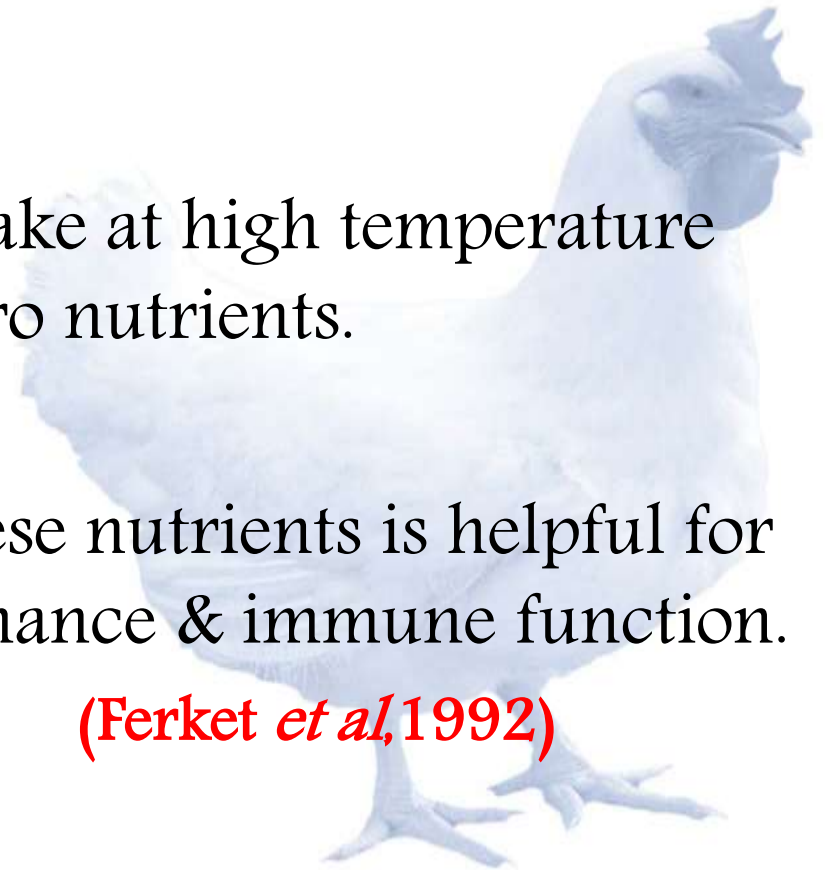 ake at high temperature
ro nutrients.
ese nutrients is helpful for
nance & immune function.
(Ferket et al,1992)